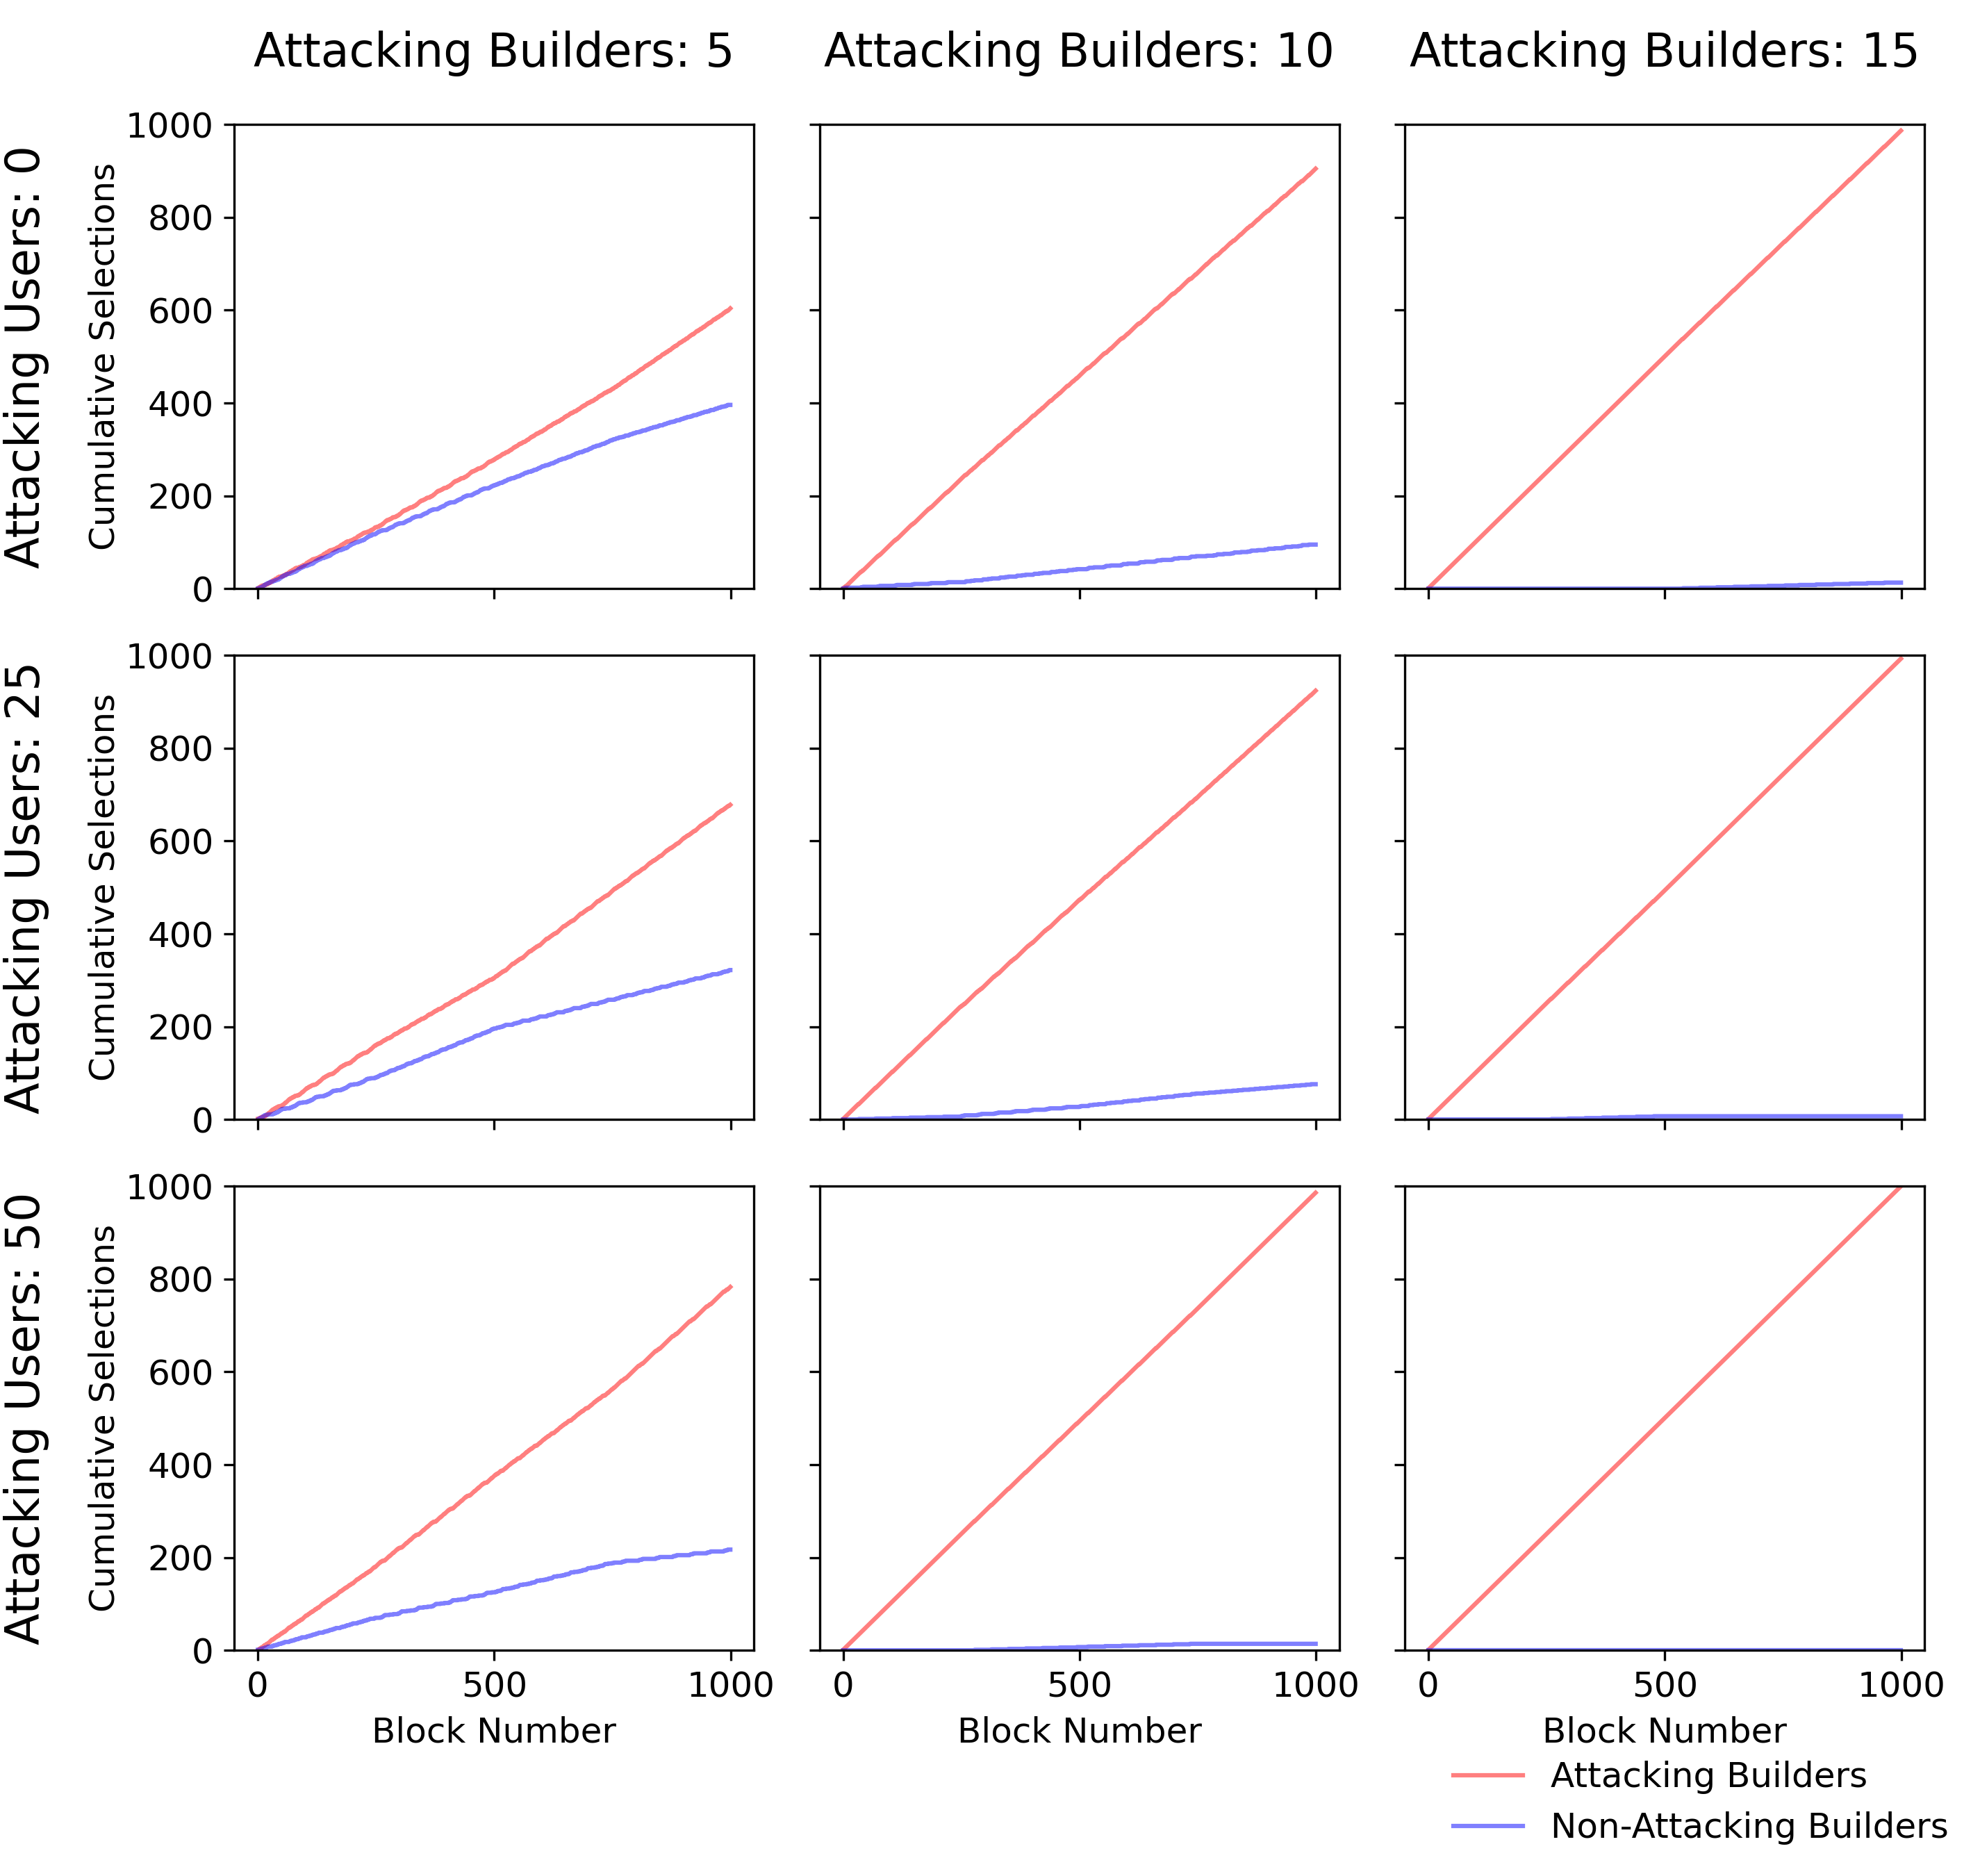 Attacking Builders: 5
Attacking Builders: 10
Attacking Builders: 15
Attacking Users: 0
Cumulative Selections
1000
800
600
400
200
0
Attacking Users: 25
Cumulative Selections
1000
800
600
400
200
0
Attacking Users: 50
Cumulative Selections
1000
800
600
400
200
0
0 500 1000
0 500 1000
0 500 1000
Block Number
Block Number
Block Number
Attacking Builders
Non-Attacking Builders